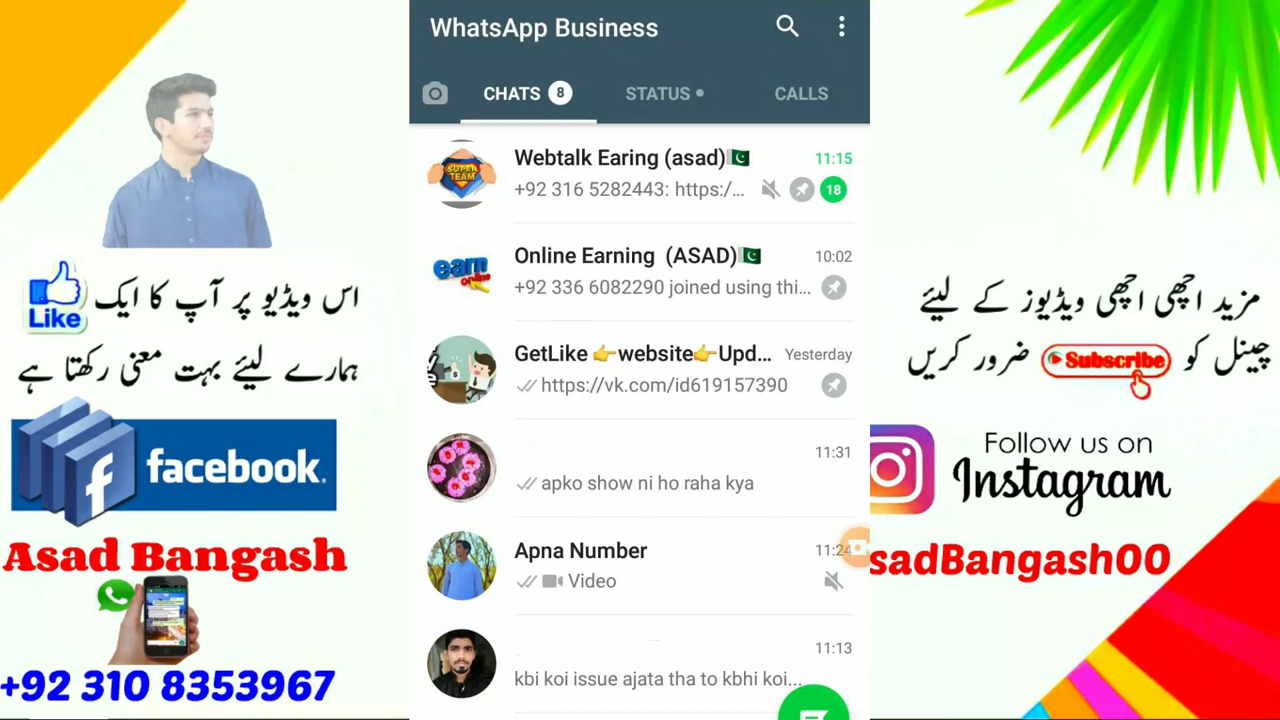 WhatsApp Business
CHATS 8
STATUS
CALLS
Webtalk Earing (asad)🇵🇰 11:15
+92 316 5282443: https:/... 18
SUPER TEAM
Online Earning (ASAD)🇵🇰 10:02
+92 336 6082290 joined using thi...
earn online
GetLike 👉website👉Upd... Yesterday
https://vk.com/id619157390
11:31
apko show ni ho raha kya
Apna Number 11:24
Video
11:13
kbi koi issue ajata tha to kbhi koi...
اس ویڈیو پر آپ کا ایک Like
ہمارے لیئے بہت معنی رکھتا ہے
facebook.
Asad Bangash
+92 310 8353967
مزید اچھی اچھی ویڈیوز کے لیئے
چینل کو Subscribe ضرور کریں
Follow us on
Instagram
sadBangash00